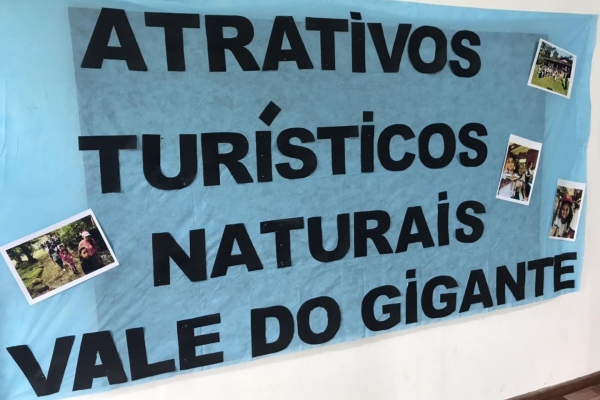 ATRATiVOS
TURÍSTiCOS
NATURAiS
VALE DO GiGANTE